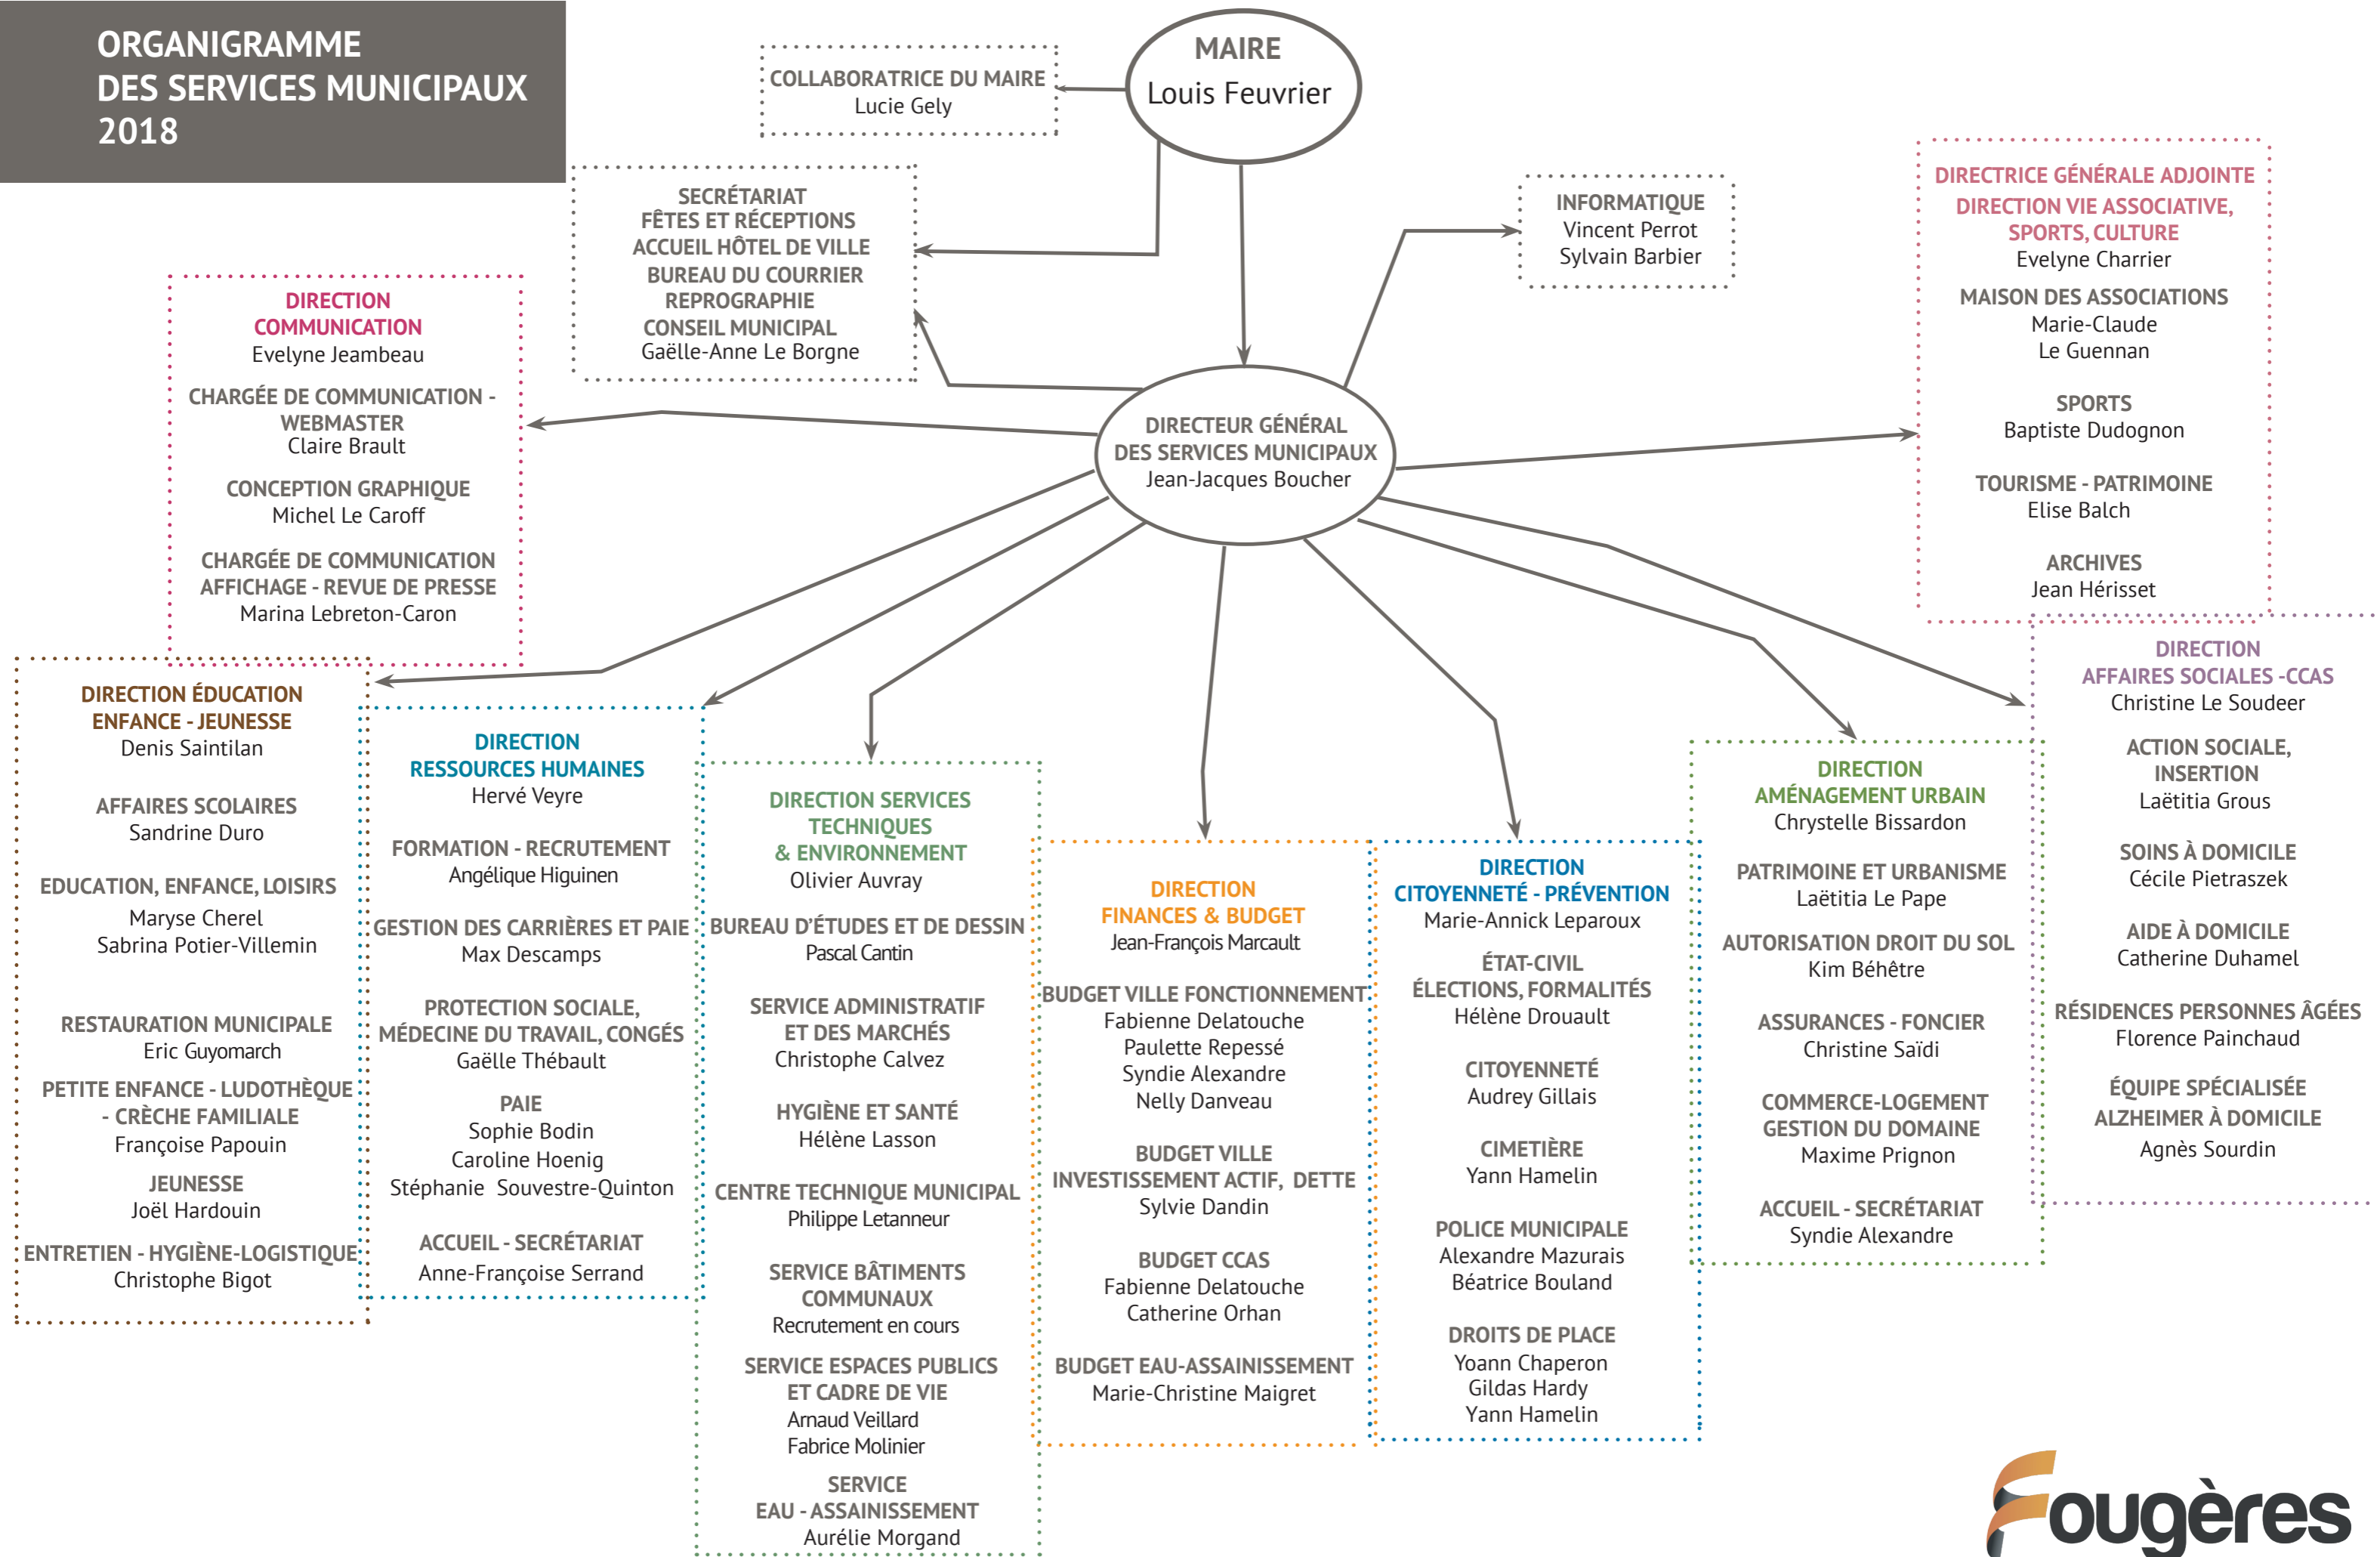 ORGANIGRAMME
DES SERVICES MUNICIPAUX
2018
MAIRE
Louis Feuvrier
COLLABORATRICE DU MAIRE
Lucie Gely
SECRÉTARIAT
FÊTES ET RÉCEPTIONS
ACCUEIL HÔTEL DE VILLE
BUREAU DU COURRIER
REPROGRAPHIE
CONSEIL MUNICIPAL
Gaëlle-Anne Le Borgne
INFORMATIQUE
Vincent Perrot
Sylvain Barbier
DIRECTEUR GÉNÉRAL
DES SERVICES MUNICIPAUX
Jean-Jacques Boucher
DIRECTRICE GÉNÉRALE ADJOINTE
DIRECTION VIE ASSOCIATIVE,
SPORTS, CULTURE
Evelyne Charrier
MAISON DES ASSOCIATIONS
Marie-Claude
Le Guennan
SPORTS
Baptiste Dudognon
TOURISME - PATRIMOINE
Elise Balch
ARCHIVES
Jean Hérisset
DIRECTION
COMMUNICATION
Evelyne Jeambeau
CHARGÉE DE COMMUNICATION -
WEBMASTER
Claire Brault
CONCEPTION GRAPHIQUE
Michel Le Caroff
CHARGÉE DE COMMUNICATION
AFFICHAGE - REVUE DE PRESSE
Marina Lebreton-Caron
DIRECTION ÉDUCATION
ENFANCE - JEUNESSE
Denis Saintilan
AFFAIRES SCOLAIRES
Sandrine Duro
EDUCATION, ENFANCE, LOISIRS
Maryse Cherel
Sabrina Potier-Villemin
RESTAURATION MUNICIPALE
Eric Guyomarch
PETITE ENFANCE - LUDOTHÈQUE
- CRÈCHE FAMILIALE
Françoise Papouin
JEUNESSE
Joël Hardouin
ENTRETIEN - HYGIÈNE-LOGISTIQUE
Christophe Bigot
DIRECTION
RESSOURCES HUMAINES
Hervé Veyre
FORMATION - RECRUTEMENT
Angélique Higuinen
GESTION DES CARRIÈRES ET PAIE
Max Descamps
PROTECTION SOCIALE,
MÉDECINE DU TRAVAIL, CONGÉS
Gaëlle Thébault
PAIE
Sophie Bodin
Caroline Hoenig
Stéphanie Souvestre-Quinton
ACCUEIL - SECRÉTARIAT
Anne-Françoise Serrand
DIRECTION SERVICES
TECHNIQUES
& ENVIRONNEMENT
Olivier Auvray
BUREAU D’ÉTUDES ET DE DESSIN
Pascal Cantin
SERVICE ADMINISTRATIF
ET DES MARCHÉS
Christophe Calvez
HYGIÈNE ET SANTÉ
Hélène Lasson
CENTRE TECHNIQUE MUNICIPAL
Philippe Letanneur
SERVICE BÂTIMENTS
COMMUNAUX
Recrutement en cours
SERVICE ESPACES PUBLICS
ET CADRE DE VIE
Arnaud Veillard
Fabrice Molinier
SERVICE
EAU - ASSAINISSEMENT
Aurélie Morgand
DIRECTION
FINANCES & BUDGET
Jean-François Marcault
BUDGET VILLE FONCTIONNEMENT
Fabienne Delatouche
Paulette Repessé
Syndie Alexandre
Nelly Danveau
BUDGET VILLE
INVESTISSEMENT ACTIF, DETTE
Sylvie Dandin
BUDGET CCAS
Fabienne Delatouche
Catherine Orhan
BUDGET EAU-ASSAINISSEMENT
Marie-Christine Maigret
DIRECTION
CITOYENNETÉ - PRÉVENTION
Marie-Annick Leparoux
ÉTAT-CIVIL
ÉLECTIONS, FORMALITÉS
Hélène Drouault
CITOYENNETÉ
Audrey Gillais
CIMETIÈRE
Yann Hamelin
POLICE MUNICIPALE
Alexandre Mazurais
Béatrice Bouland
DROITS DE PLACE
Yoann Chaperon
Gildas Hardy
Yann Hamelin
DIRECTION
AMÉNAGEMENT URBAIN
Chrystelle Bissardon
PATRIMOINE ET URBANISME
Laëtitia Le Pape
AUTORISATION DROIT DU SOL
Kim Béhêtre
ASSURANCES - FONCIER
Christine Saïdi
COMMERCE-LOGEMENT
GESTION DU DOMAINE
Maxime Prignon
ACCUEIL - SECRÉTARIAT
Syndie Alexandre
DIRECTION
AFFAIRES SOCIALES -CCAS
Christine Le Soudeer
ACTION SOCIALE,
INSERTION
Laëtitia Grous
SOINS À DOMICILE
Cécile Pietraszek
AIDE À DOMICILE
Catherine Duhamel
RÉSIDENCES PERSONNES ÂGÉES
Florence Painchaud
ÉQUIPE SPÉCIALISÉE
ALZHEIMER À DOMICILE
Agnès Sourdin
Fougères